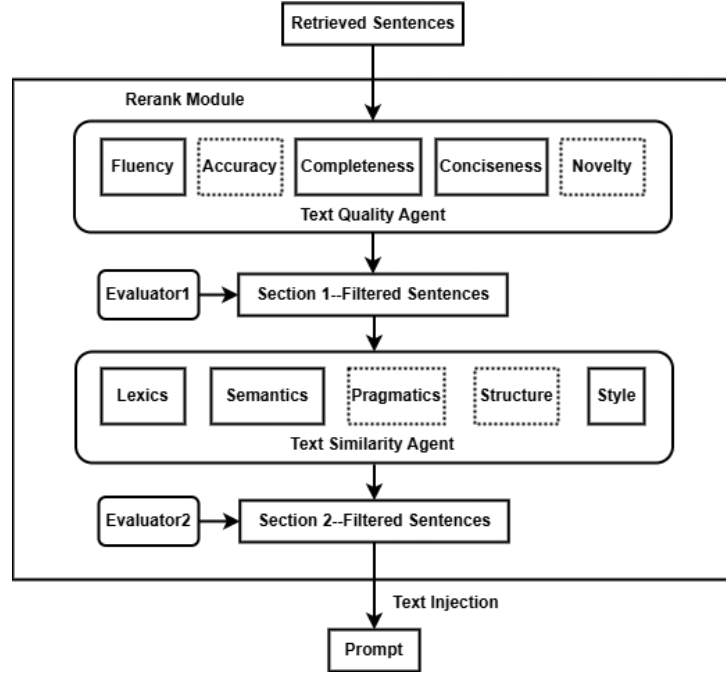 Retrieved Sentences
Rerank Module
Fluency Accuracy Completeness Conciseness Novelty
Text Quality Agent
Evaluator1 Section 1--Filtered Sentences
Lexics Semantics Pragmatics Structure Style
Text Similarity Agent
Evaluator2 Section 2--Filtered Sentences
Text Injection
Prompt